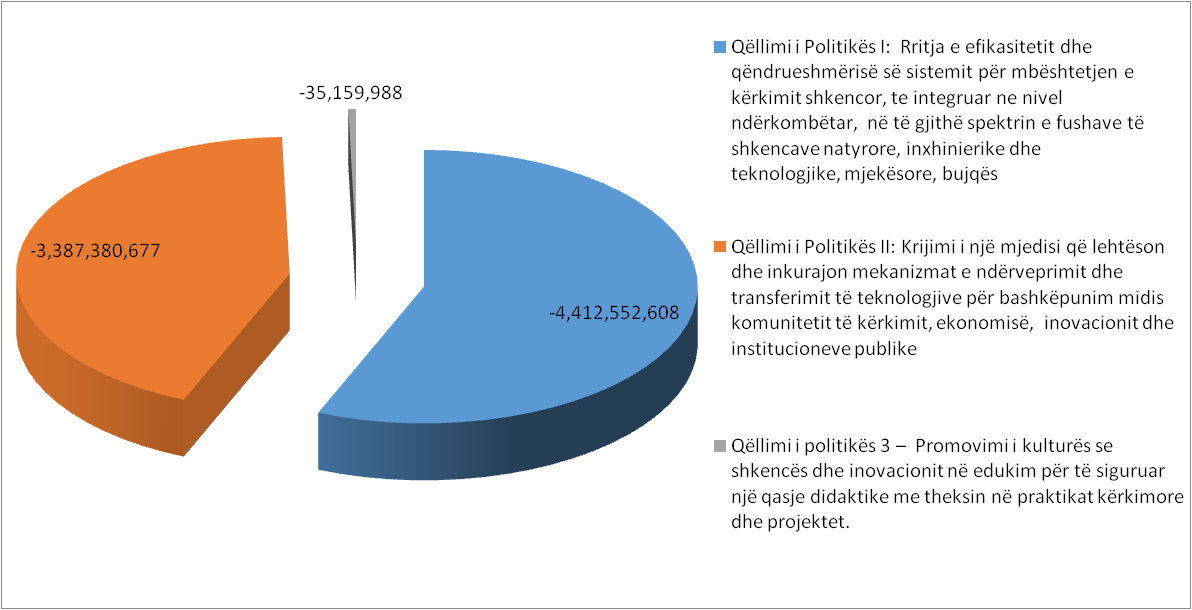 -35,159,988
-3,387,380,677
-4,412,552,608
Qëllimi i Politikës I:  Rritja e efikasitetit dhe
qëndrueshmërisë së sistemit për mbështetjen e
kërkimit shkencor, te integruar ne nivel
ndërkombëtar,  në të gjithë spektrin e fushave të
shkencave natyrore, inxhinierike dhe
teknologjike, mjekësore, bujqës
Qëllimi i Politikës II: Krijimi i një mjedisi që lehtëson
dhe inkurajon mekanizmat e ndërveprimit dhe
transferimit të teknologjive për bashkëpunim midis
komunitetit të kërkimit, ekonomisë,  inovacionit dhe
institucioneve publike
Qëllimi i politikës 3 –  Promovimi i kulturës se
shkencës dhe inovacionit në edukim për të siguruar
një qasje didaktike me theksin në praktikat kërkimore
dhe projektet.